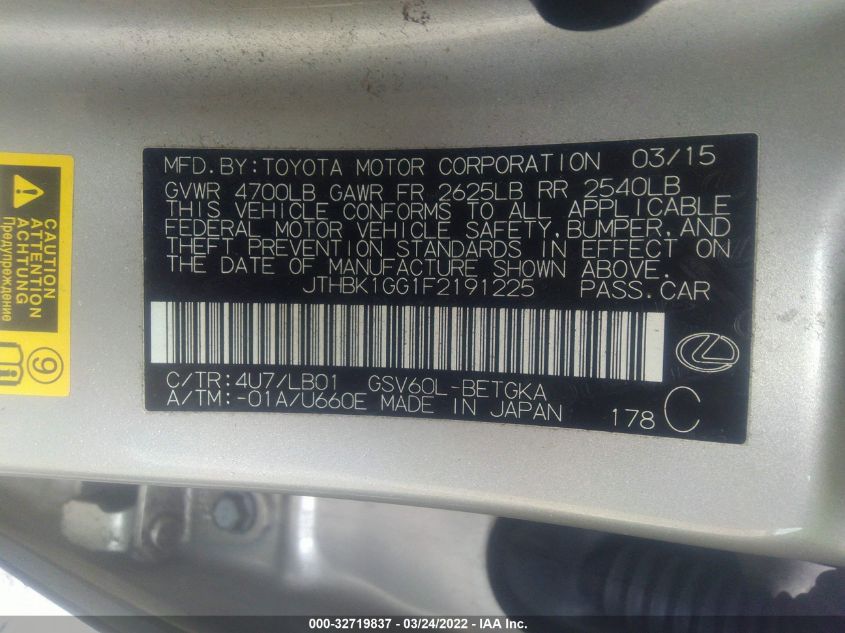 MFD. BY: TOYOTA MOTOR CORPORATION 03/15
GVWR 4700LB GAWR FR 2625LB RR 2540LB
THIS VEHICLE CONFORMS TO ALL APPLICABLE
FEDERAL MOTOR VEHICLE SAFETY, BUMPER, AND
THEFT PREVENTION STANDARDS IN EFFECT ON
THE DATE OF MANUFACTURE SHOWN ABOVE.
JTHBK1GG1F2191225 PASS. CAR
C/TR: 4U7/LB01 GSV60L-BETGKA
A/TM: -01A/U660E MADE IN JAPAN
178 C
CAUTION
ATTENTION
ACHTUNG
Предупреждение
9
000-32719837 - 03/24/2022 - IAA Inc.